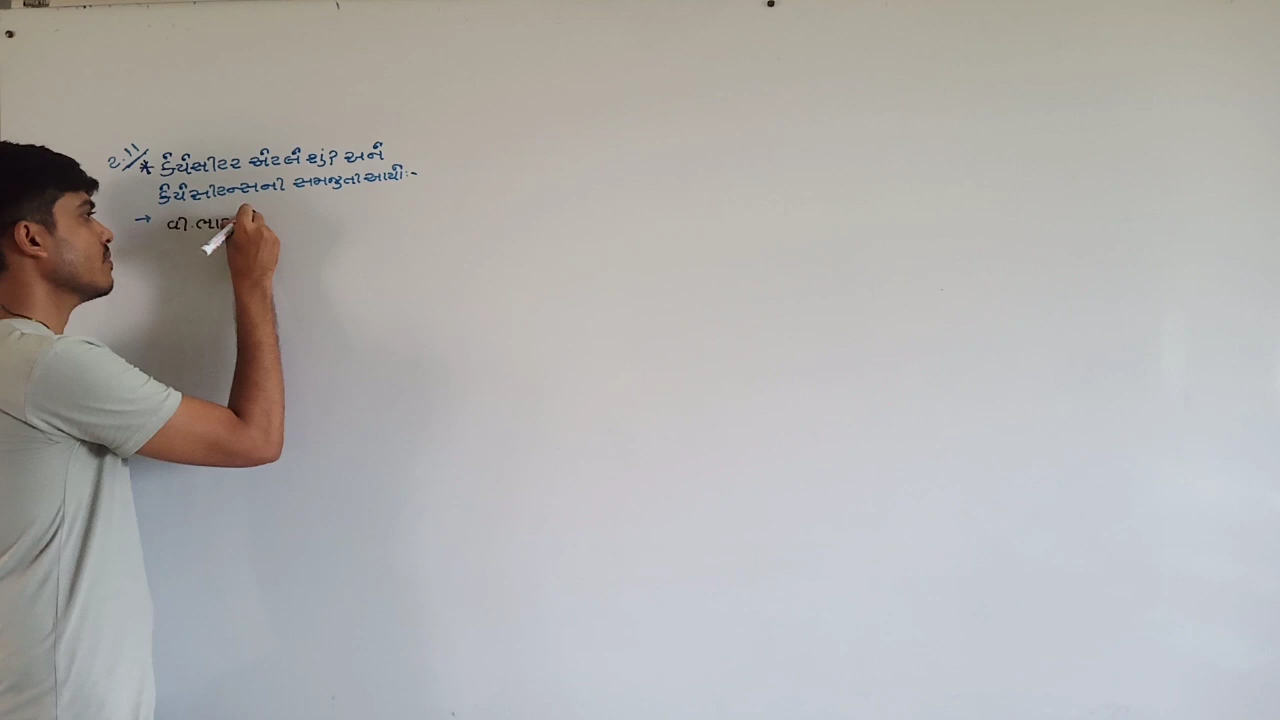 2.11 * કેપેસીટર એટલે શું? અને
કેપેસીટન્સની સમજુતી આપો:-
→ વી.ભા